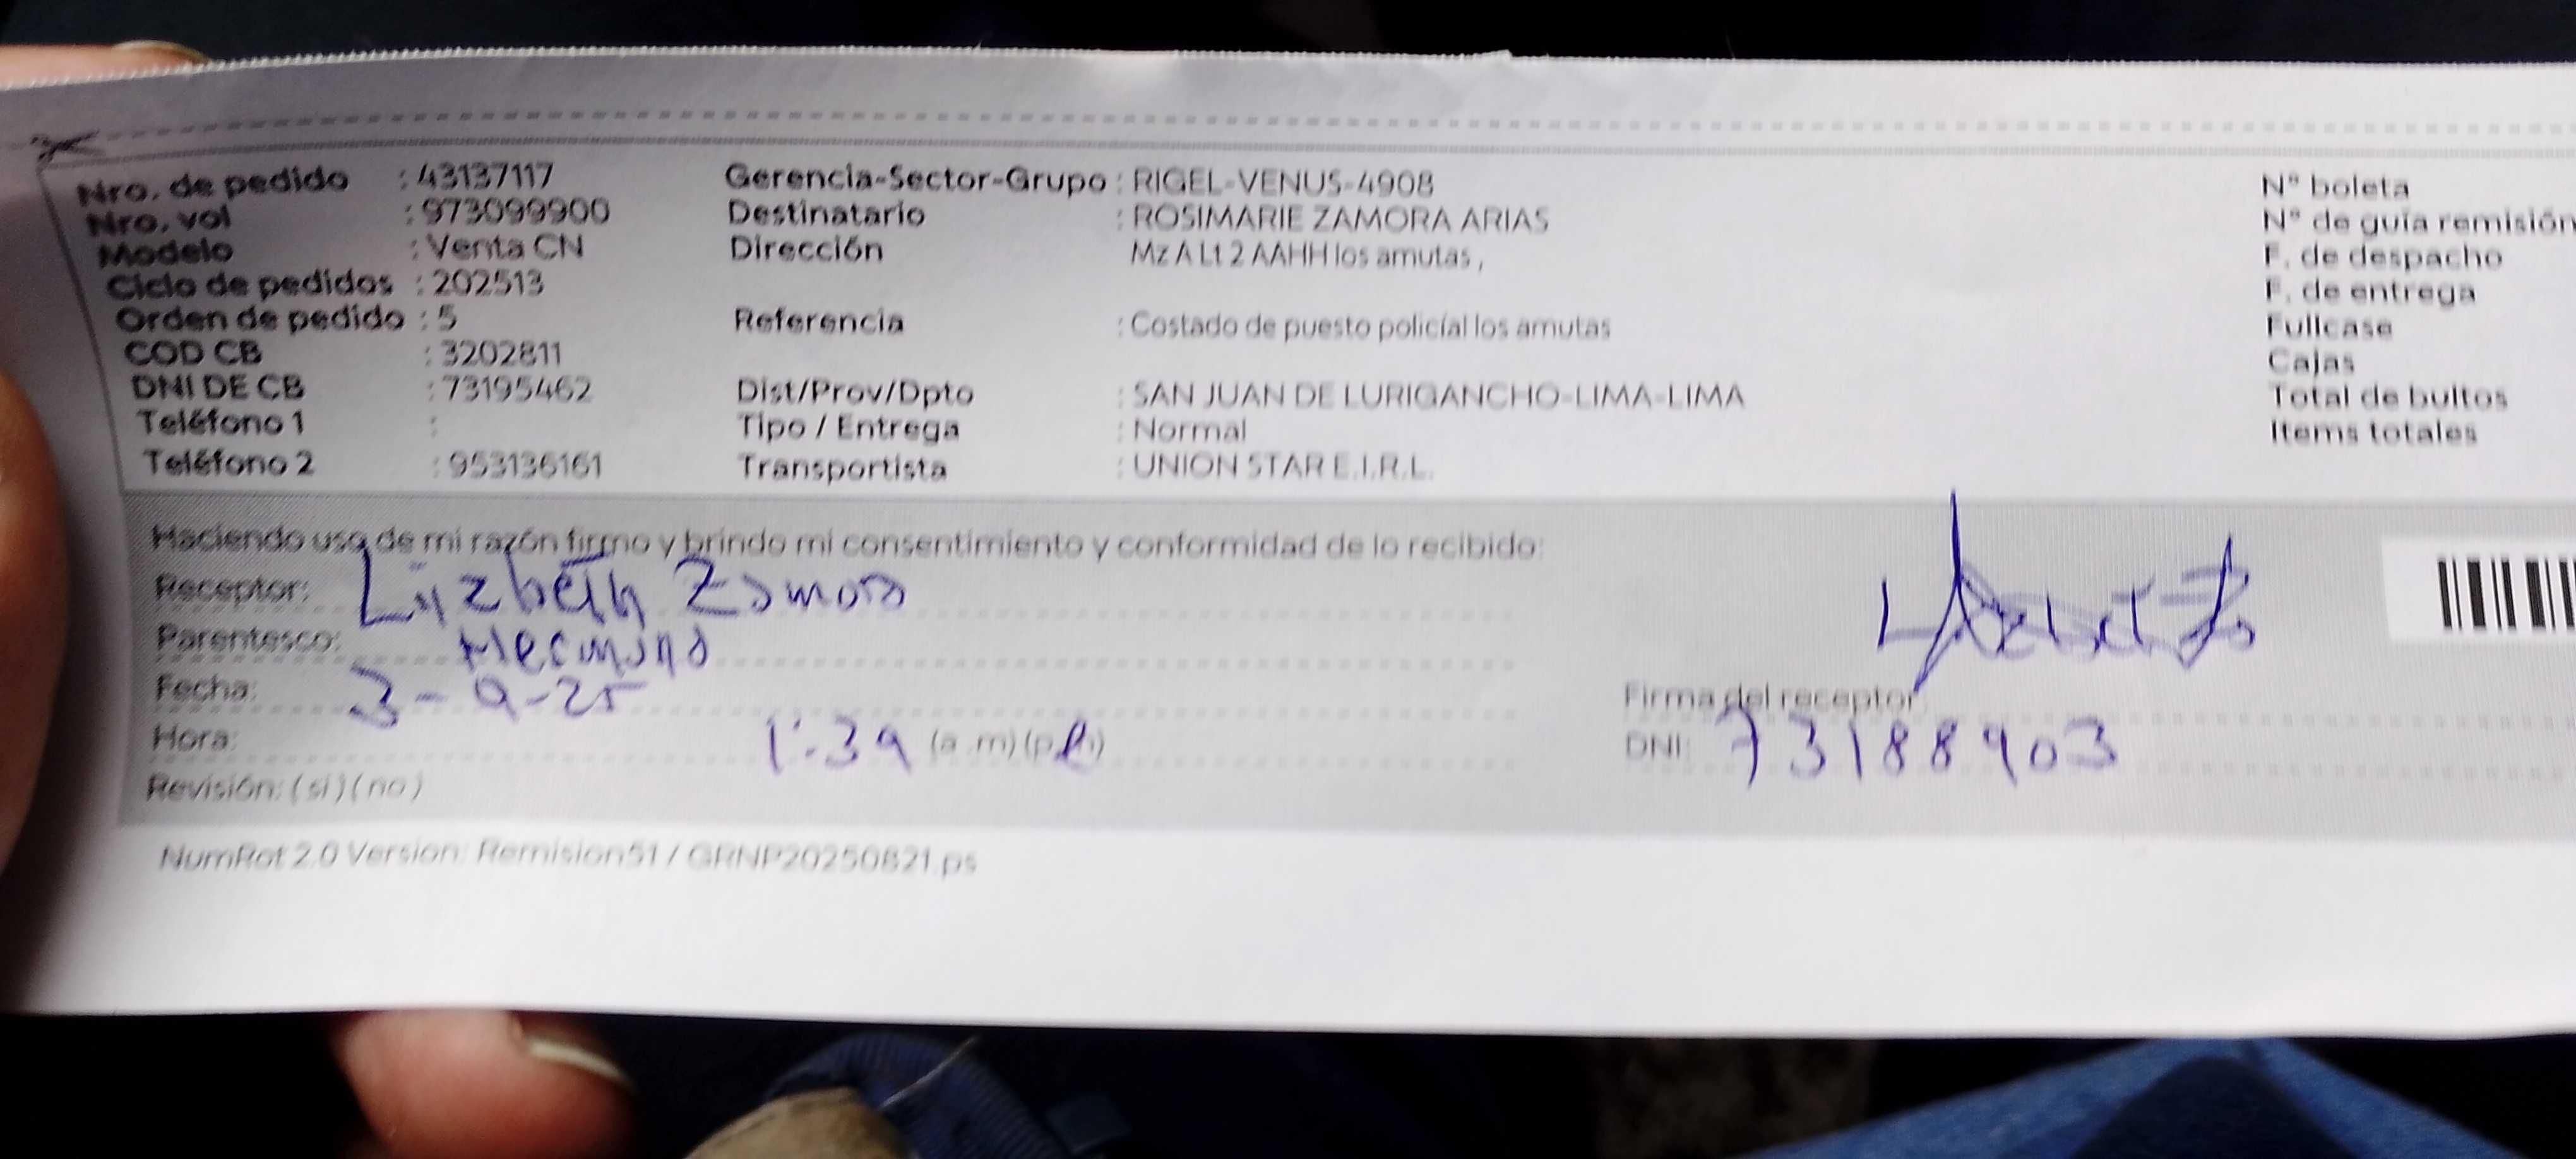 Nro. de pedido : 43137117 Gerencia-Sector-Grupo : RIGEL-VENUS-4908 N° boleta
Nro. vol : 973099900 Destinatario : ROSIMARIE ZAMORA ARIAS N° de guía remisión
Modelo : Venta CN Dirección Mz A Lt 2 AAHH los amutas , F. de despacho
Ciclo de pedidos : 202513 F. de entrega
Orden de pedido : 5 Referencia : Costado de puesto policíal los amutas Fullcase
COD CB : 3202811 Cajas
DNI DE CB : 73195462 Dist/Prov/Dpto : SAN JUAN DE LURIGANCHO-LIMA-LIMA Total de bultos
Teléfono 1 : Tipo / Entrega : Normal Items totales
Teléfono 2 : 953136161 Transportista : UNION STAR E.I.R.L.
Haciendo uso de mi razón firmo y brindo mi consentimiento y conformidad de lo recibido:
Receptor: Lizbeth Zamora
Parentesco: Hermana
Fecha: 3-9-25 Firma del receptor
Hora: 1:39 (a.m)(p.m) DNI: 73188903
Revisión: (si)(no)
NumRot 2.0 Version: Remision51 / GRNP20250821.ps